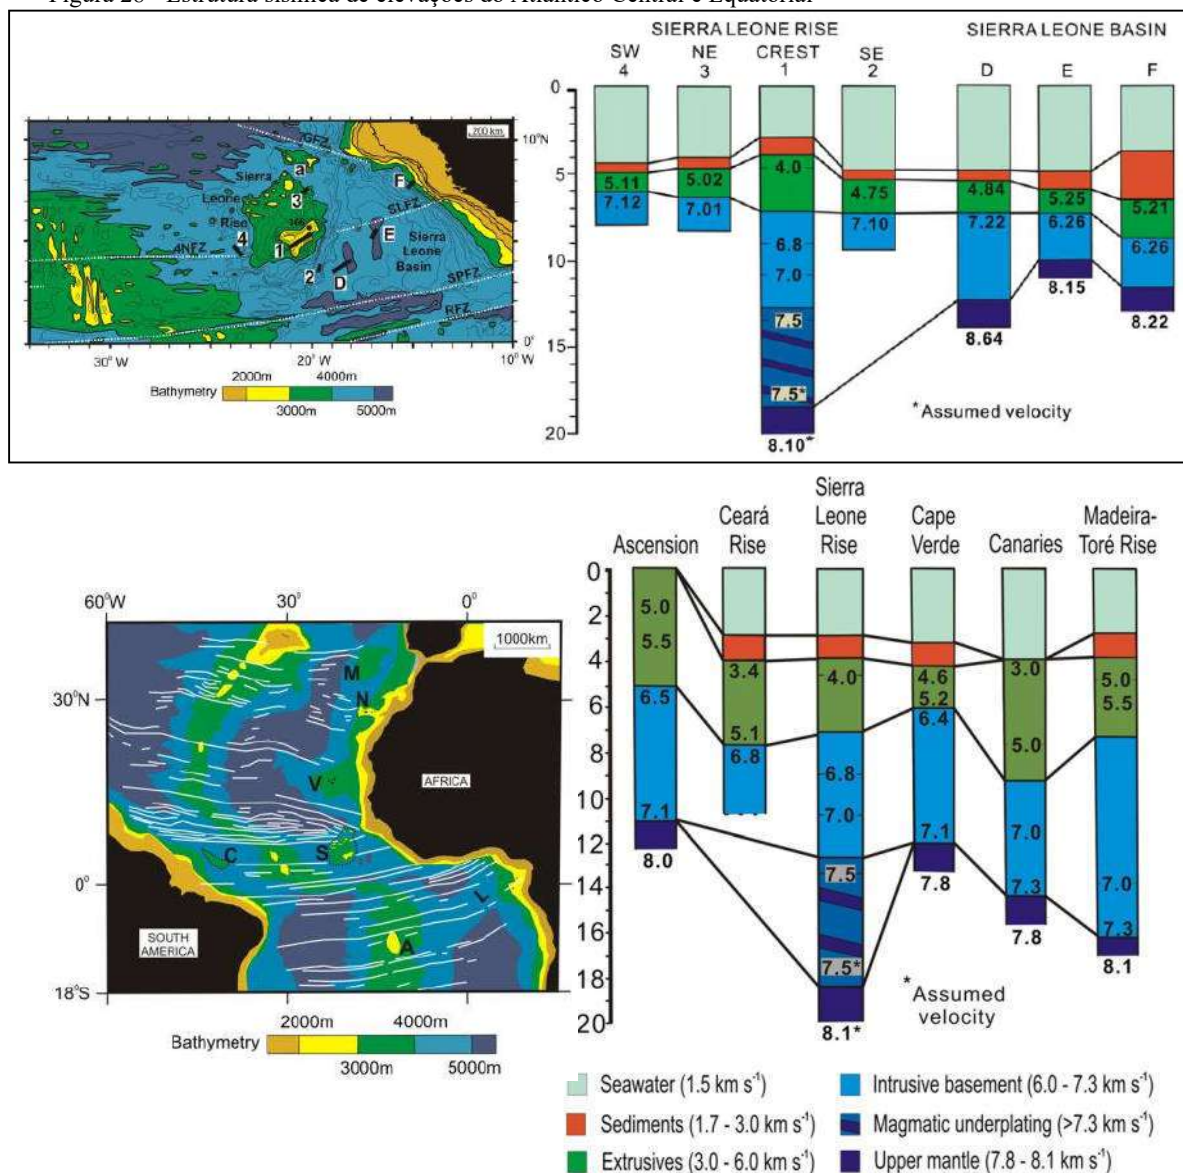 Figura 28 - Estrutura sísmica de elevações do Atlântico Central e Equatorial
SIERRA LEONE RISE
SIERRA LEONE BASIN
SW NE CREST SE D E F
4 3 1 2
0
5
10
15
20
5.11
7.12
5.02
7.01
4.0
6.8
7.0
7.5
7.5*
8.10*
4.75
7.10
4.84
7.22
8.64
5.25
6.26
8.15
5.21
6.26
8.22
*Assumed velocity
200 km
10°N
GFZ
a
Sierra
Leone
Rise
3
F
SLFZ
366
4
4NFZ
1
E
Sierra
Leone
Basin
2
D
SPFZ
RFZ
0°
30° W
20° W
10° W
2000m 4000m
Bathymetry
3000m 5000m
Ascension
Ceará
Rise
Sierra
Leone
Rise
Cape
Verde
Canaries
Madeira-
Toré Rise
0
2
4
6
8
10
12
14
16
18
20
5.0
5.5
6.5
7.1
8.0
3.4
5.1
6.8
4.0
6.8
7.0
7.5
7.5*
8.1*
4.6
5.2
6.4
7.1
7.8
3.0
5.0
7.0
7.3
7.8
5.0
5.5
7.0
7.3
8.1
*Assumed
velocity
60°W 30° 0°
1000km
30°N
M
N
V
AFRICA
C
S
0°
L
SOUTH
AMERICA
A
18°S
2000m 4000m
Bathymetry
3000m 5000m
Seawater (1.5 km s⁻¹)
Sediments (1.7 - 3.0 km s⁻¹)
Extrusives (3.0 - 6.0 km s⁻¹)
Intrusive basement (6.0 - 7.3 km s⁻¹)
Magmatic underplating (>7.3 km s⁻¹)
Upper mantle (7.8 - 8.1 km s⁻¹)